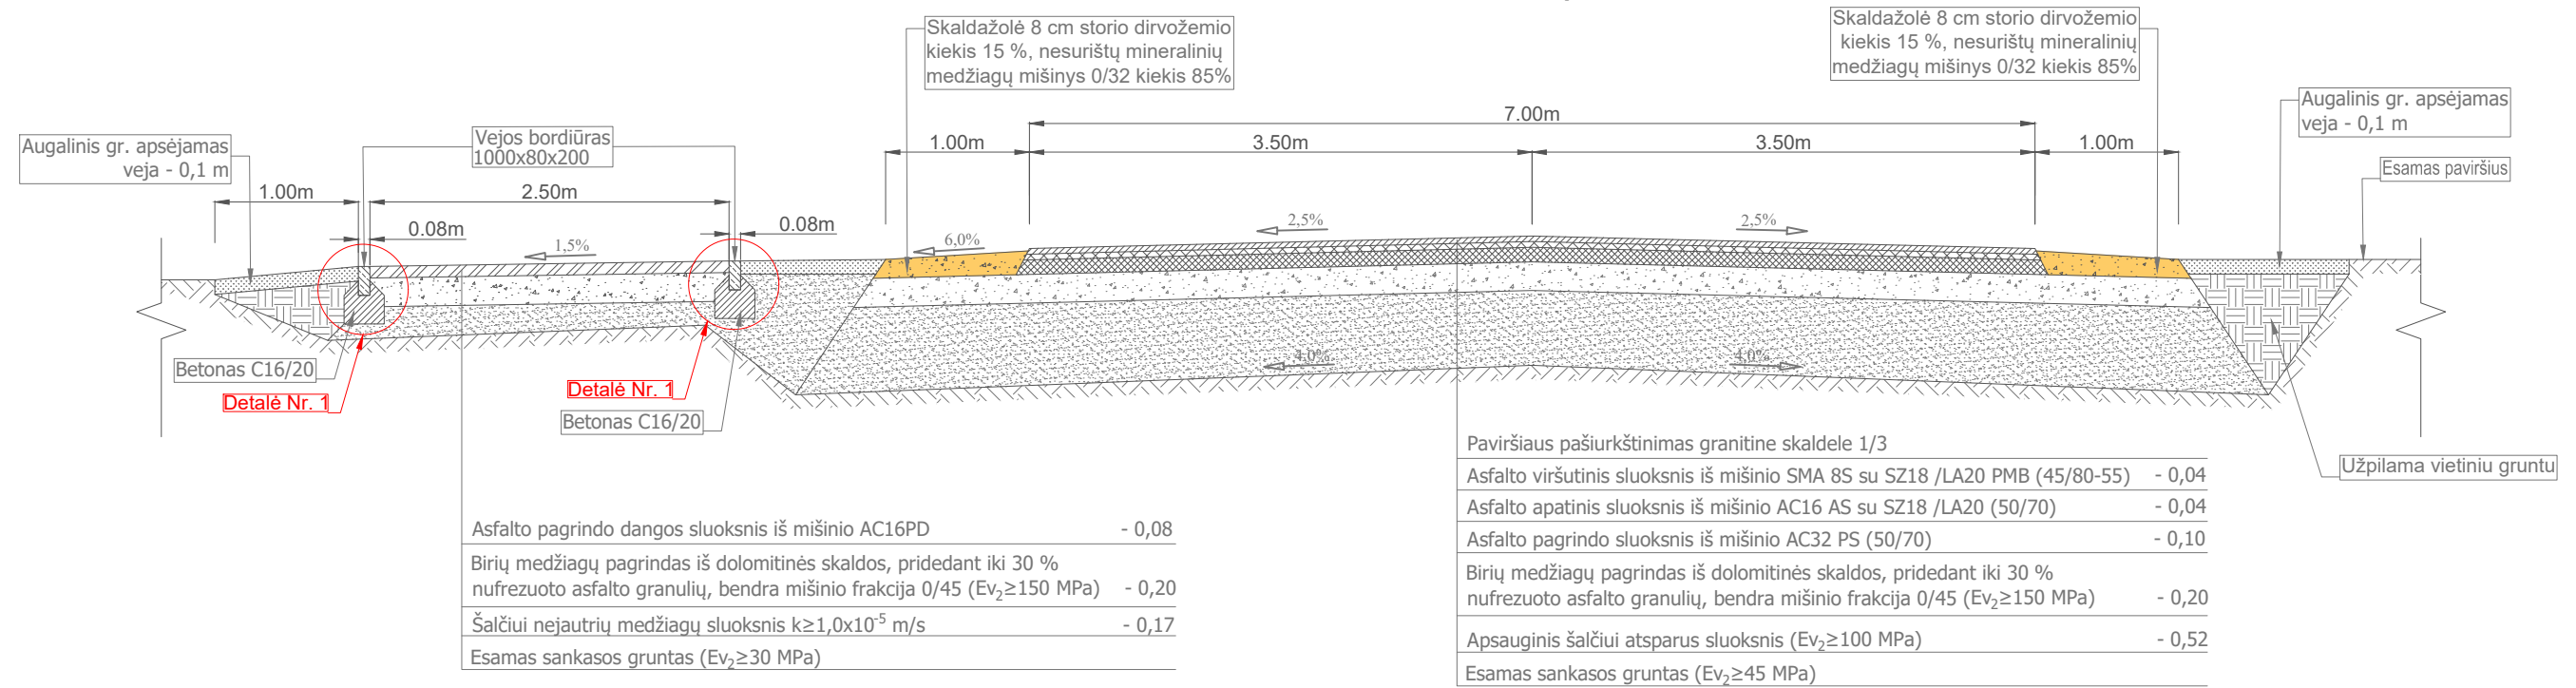 Skaldažolė 8 cm storio dirvožemio
kiekis 15 %, nesurištų mineralinių
medžiagų mišinys 0/32 kiekis 85%
Skaldažolė 8 cm storio dirvožemio
kiekis 15 %, nesurištų mineralinių
medžiagų mišinys 0/32 kiekis 85%
Augalinis gr. apsėjamas
veja - 0,1 m
Vejos bordiūras
1000x80x200
Augalinis gr. apsėjamas
veja - 0,1 m
Esamas paviršius
7.00m
1.00m
3.50m
3.50m
1.00m
1.00m
2.50m
0.08m
0.08m
1,5%
6,0%
2,5%
2,5%
4,0%
4,0%
Betonas C16/20
Detalė Nr. 1
Detalė Nr. 1
Betonas C16/20
Užpilama vietiniu gruntu
Asfalto pagrindo dangos sluoksnis iš mišinio AC16PD - 0,08
Birių medžiagų pagrindas iš dolomitinės skaldos, pridedant iki 30 %
nufrezuoto asfalto granulių, bendra mišinio frakcija 0/45 (Ev₂≥150 MPa) - 0,20
Šalčiui nejautrių medžiagų sluoksnis k≥1,0x10⁻⁵ m/s - 0,17
Esamas sankasos gruntas (Ev₂≥30 MPa)
Paviršiaus pašiurkštinimas granitine skaldele 1/3
Asfalto viršutinis sluoksnis iš mišinio SMA 8S su SZ18 /LA20 PMB (45/80-55) - 0,04
Asfalto apatinis sluoksnis iš mišinio AC16 AS su SZ18 /LA20 (50/70) - 0,04
Asfalto pagrindo sluoksnis iš mišinio AC32 PS (50/70) - 0,10
Birių medžiagų pagrindas iš dolomitinės skaldos, pridedant iki 30 %
nufrezuoto asfalto granulių, bendra mišinio frakcija 0/45 (Ev₂≥150 MPa) - 0,20
Apsauginis šalčiui atsparus sluoksnis (Ev₂≥100 MPa) - 0,52
Esamas sankasos gruntas (Ev₂≥45 MPa)